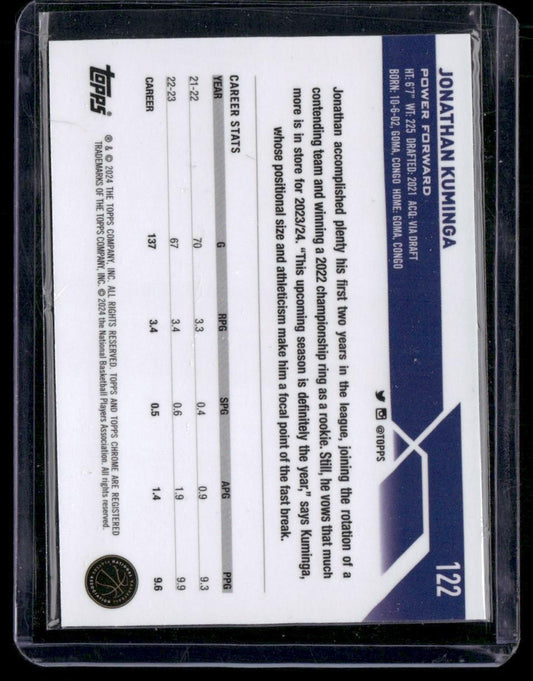 JONATHAN KUMINGA
122
POWER FORWARD
HT: 6'7" WT: 225 DRAFTED: 2021 ACQ: VIA DRAFT
BORN: 10-6-02, GOMA, CONGO HOME: GOMA, CONGO
@TOPPS
Jonathan accomplished plenty his first two years in the league, joining the rotation of a
contending team and winning a 2022 championship ring as a rookie. Still, he vows that much
more is in store for 2023/24. "This upcoming season is definitely the year," says Kuminga,
whose positional size and athleticism make him a focal point of the fast break.
CAREER STATS
YEAR G RPG SPG APG PPG
21-22 70 3.3 0.4 0.9 9.3
22-23 67 3.4 0.6 1.9 9.9
CAREER 137 3.4 0.5 1.4 9.6
topps®
® & © 2024 THE TOPPS COMPANY, INC. ALL RIGHTS RESERVED. TOPPS AND TOPPS CHROME ARE REGISTERED
TRADEMARKS OF THE TOPPS COMPANY, INC. © 2024 the National Basketball Players Association. All rights reserved.